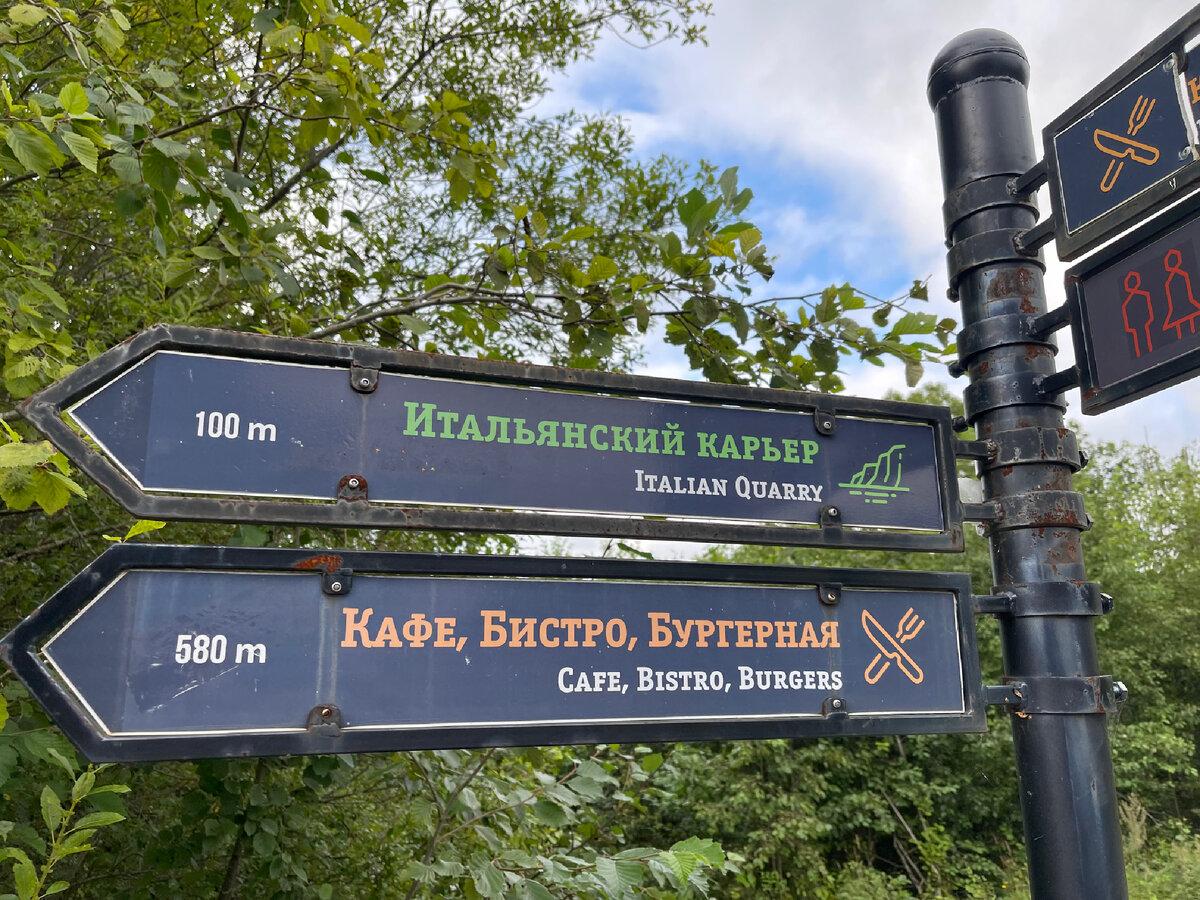 100 m
Итальянский карьер
Italian Quarry
580 m
Кафе, Бистро, Бургерная
Cafe, Bistro, Burgers